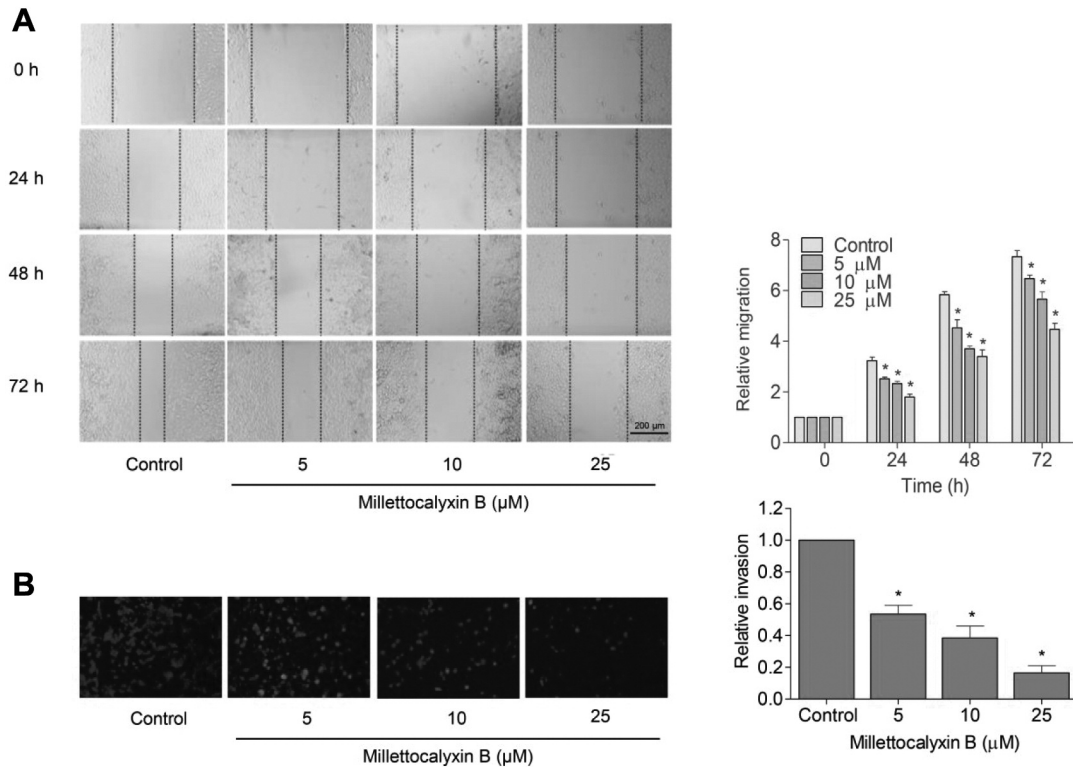 A
0 h
24 h
48 h
72 h
200 μm
Control 5 10 25
Millettocalyxin B (μM)
Relative migration
8
6
4
2
0
Control
5 μM
10 μM
25 μM
* * *
* * *
* * *
0 24 48 72
Time (h)
B
Control 5 10 25
Millettocalyxin B (μM)
Relative invasion
1.0
0.8
0.6
0.4
0.2
0.0
*
*
*
Control 5 10 25
Millettocalyxin B (μM)